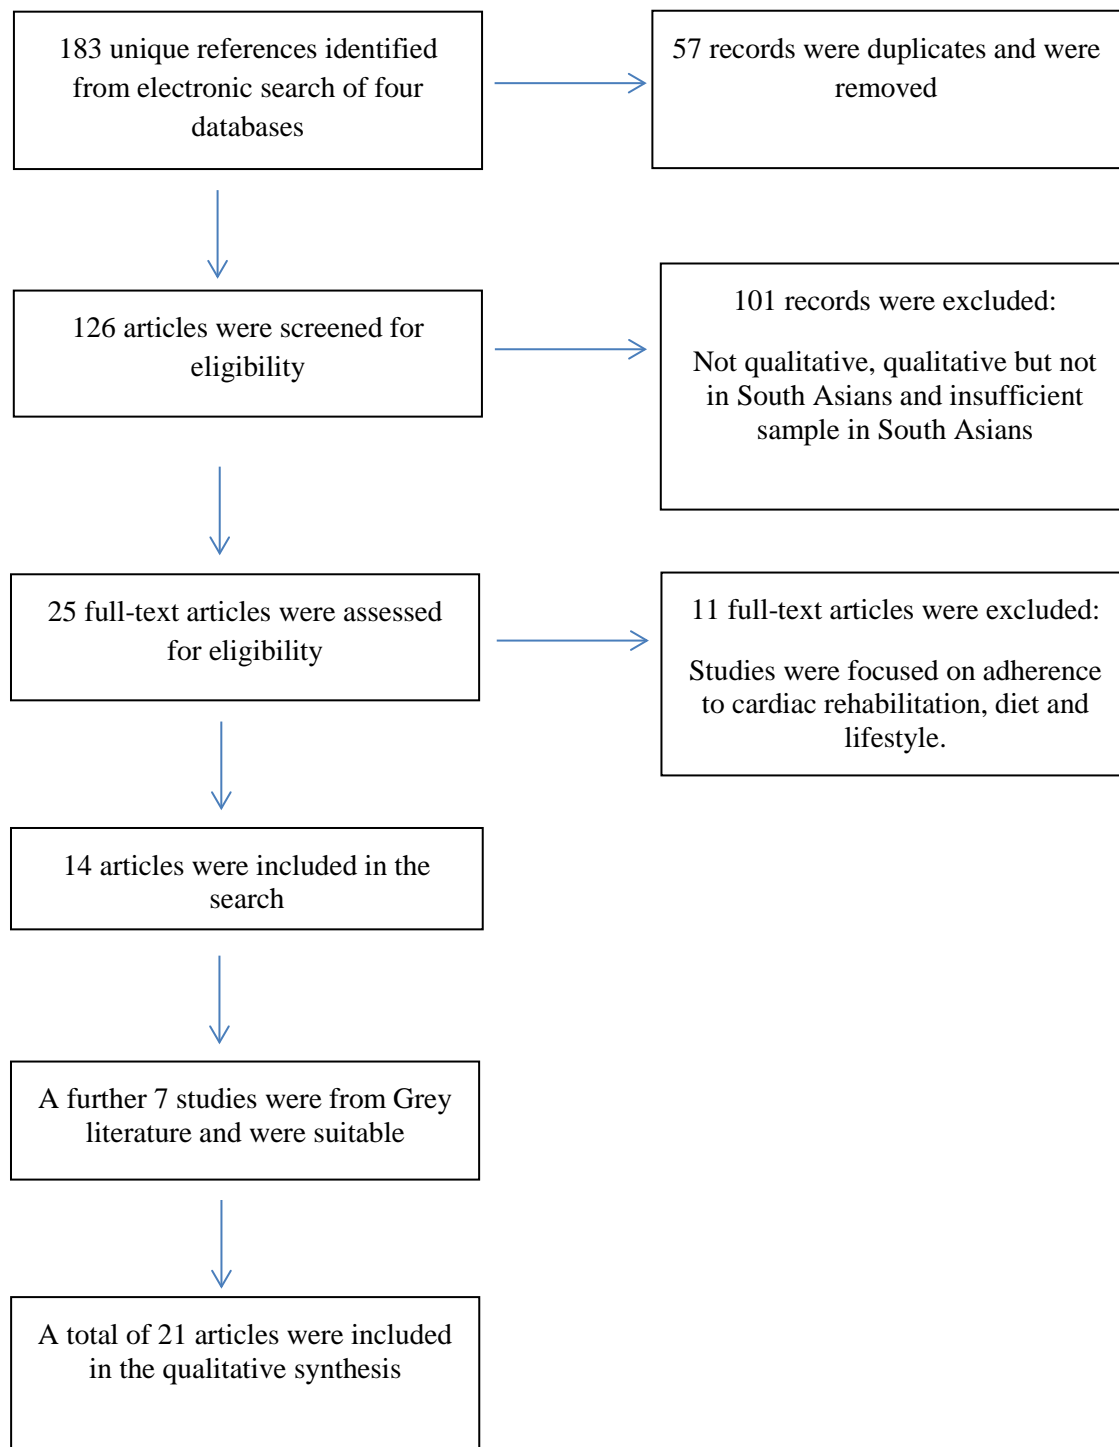 183 unique references identified
from electronic search of four
databases
57 records were duplicates and were
removed
126 articles were screened for
eligibility
101 records were excluded:
Not qualitative, qualitative but not
in South Asians and insufficient
sample in South Asians
25 full-text articles were assessed
for eligibility
11 full-text articles were excluded:
Studies were focused on adherence
to cardiac rehabilitation, diet and
lifestyle.
14 articles were included in the
search
A further 7 studies were from Grey
literature and were suitable
A total of 21 articles were included
in the qualitative synthesis